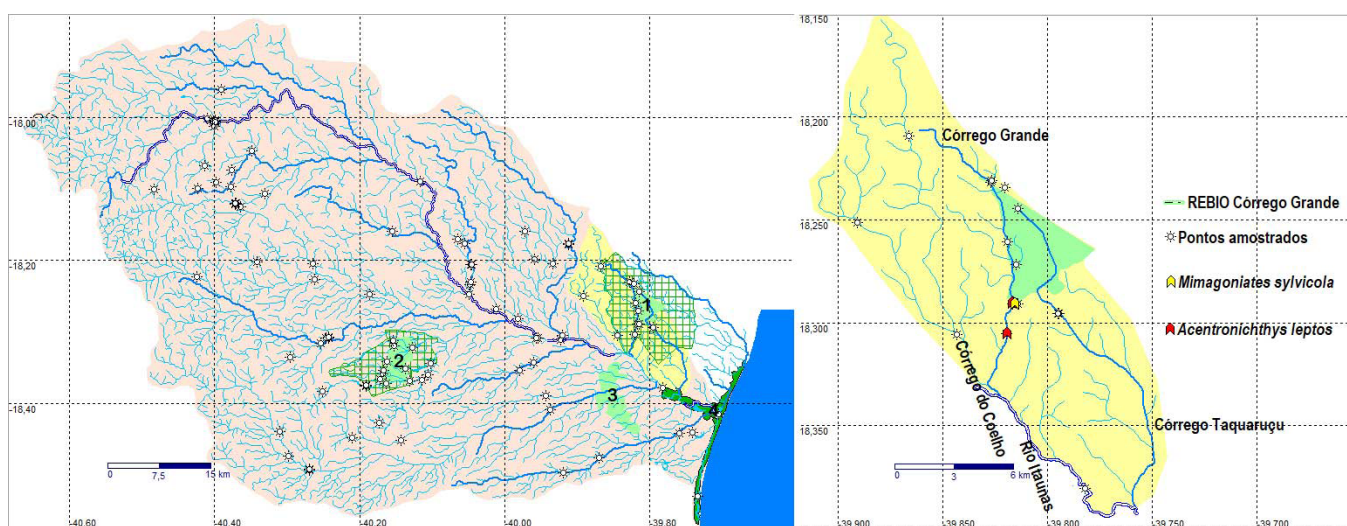 -18.00
-18.20
-18.40
-40.60
-40.40
-40.20
-40.00
-39.80
0
7,5
15 km
1
2
3
4
18,150
18,200
18,250
18,300
18,350
Córrego Grande
Córrego do Coelho
Rio Itaúnas
Córrego Taquaruçu
0
3
6 km
-39.900
-39.850
-39.800
-39.750
-39.700
REBIO Córrego Grande
Pontos amostrados
Mimagoniates sylvicola
Acentronichthys leptos